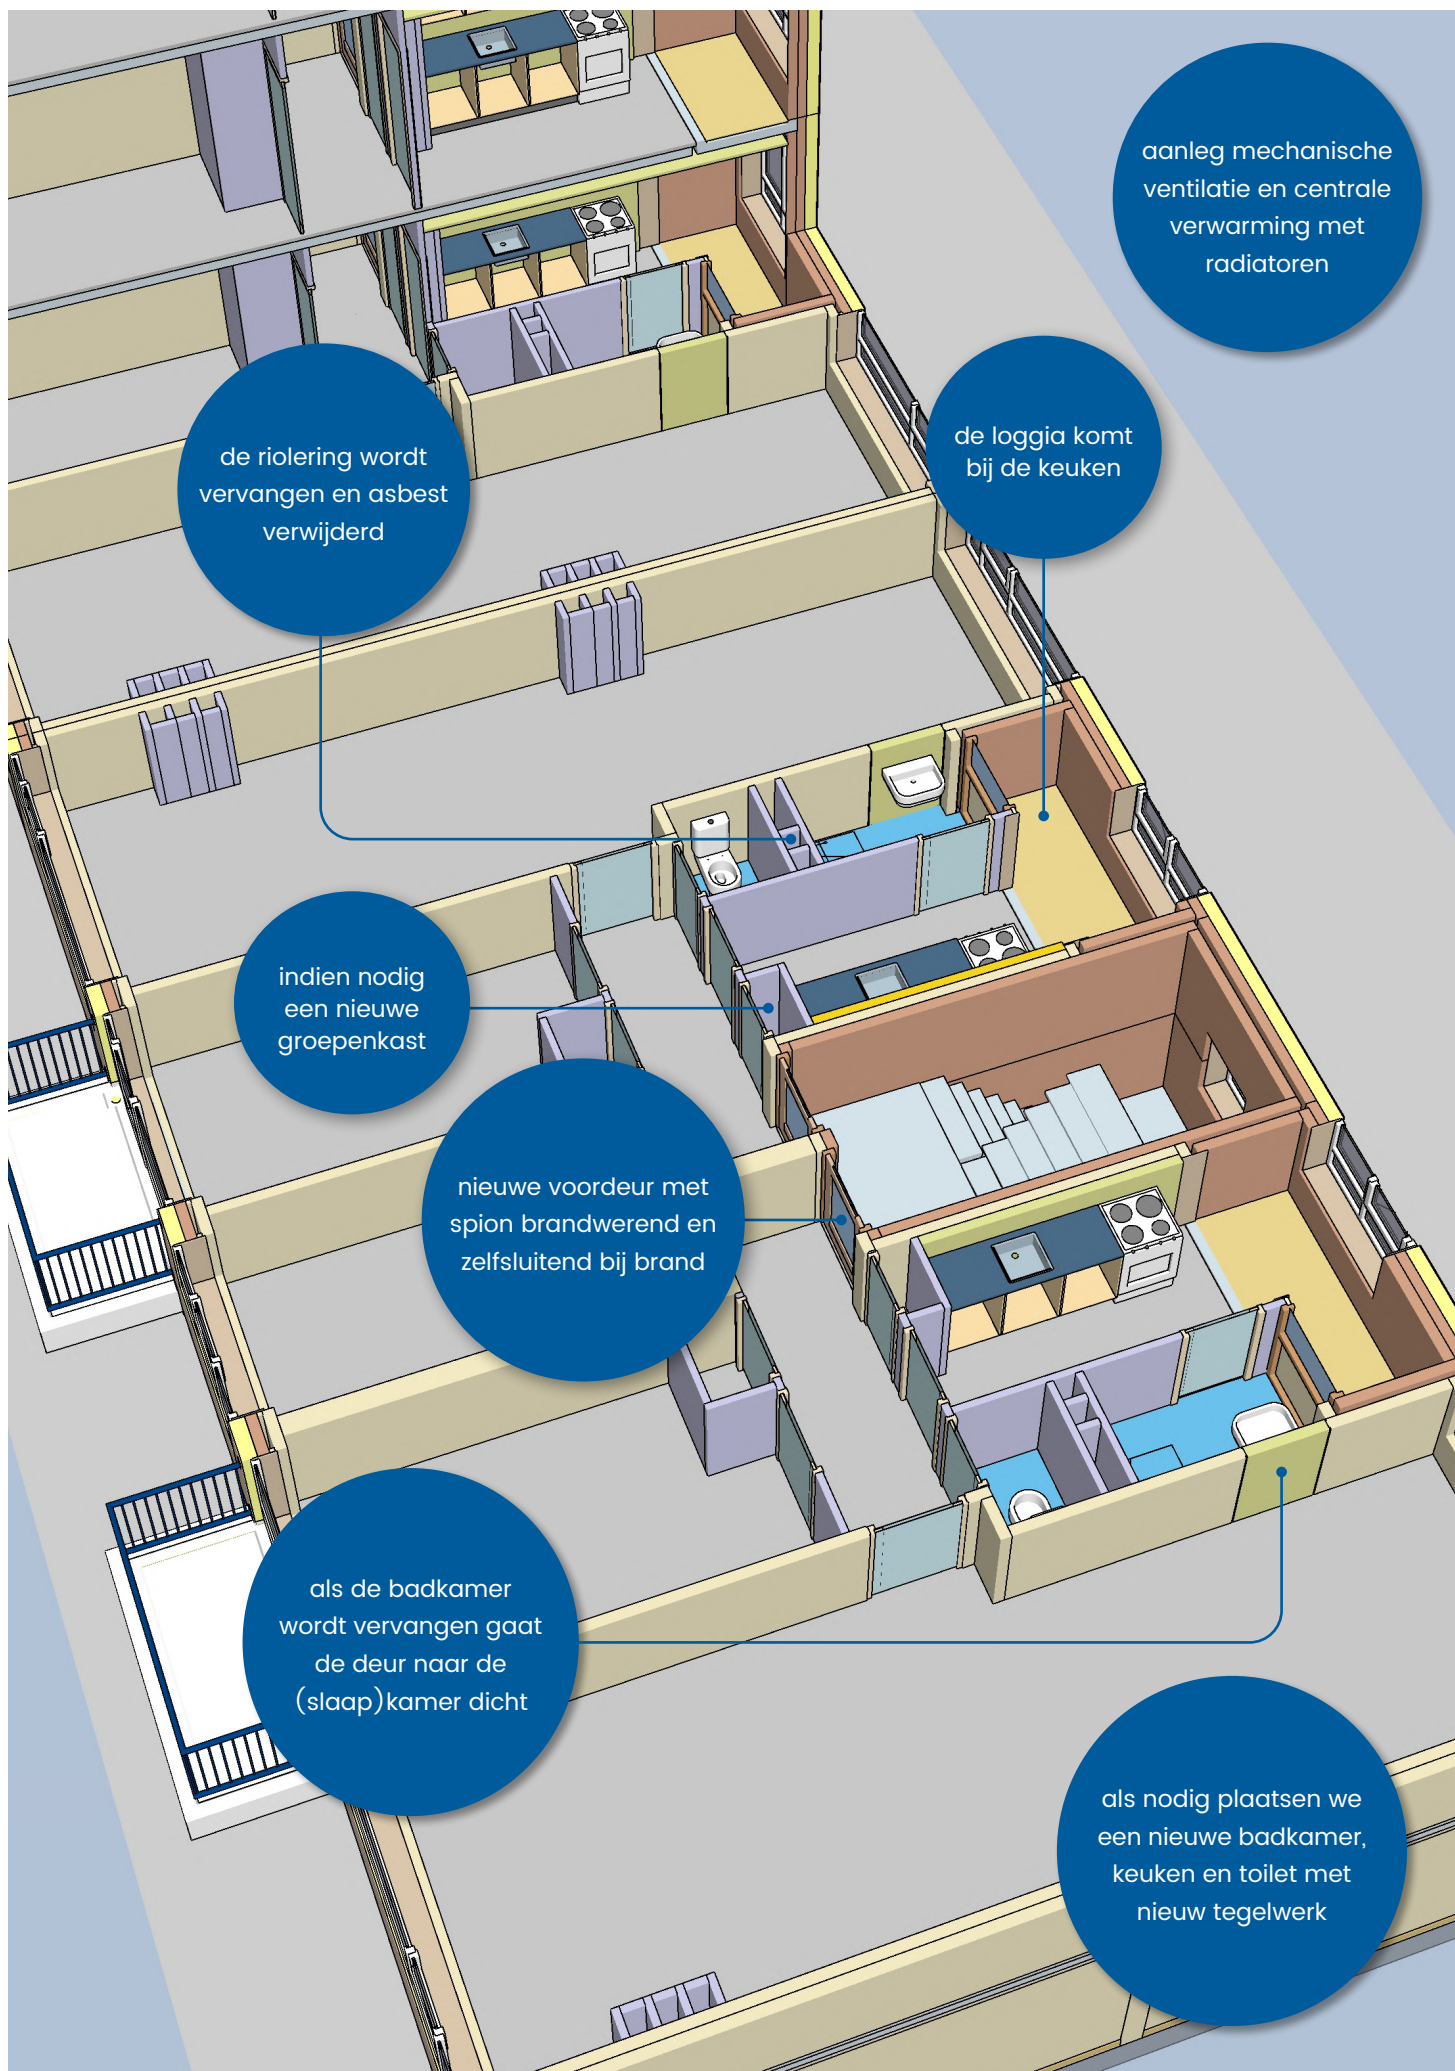 aanleg mechanische
ventilatie en centrale
verwarming met
radiatoren
de loggia komt
bij de keuken
de riolering wordt
vervangen en asbest
verwijderd
indien nodig
een nieuwe
groepenkast
nieuwe voordeur met
spion brandwerend en
zelfsluitend bij brand
als de badkamer
wordt vervangen gaat
de deur naar de
(slaap)kamer dicht
als nodig plaatsen we
een nieuwe badkamer,
keuken en toilet met
nieuw tegelwerk